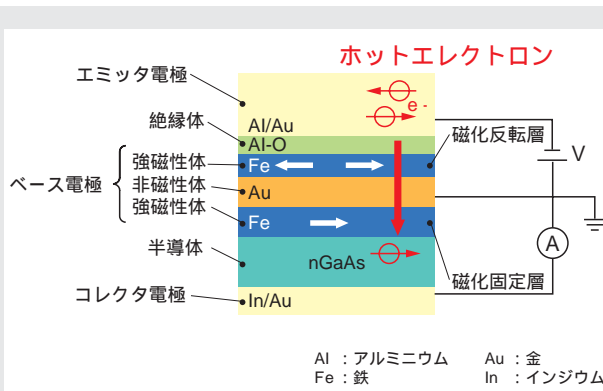 ホットエレクトロン
エミッタ電極
e -
絶縁体
Al/Au
磁化反転層
Al-O
V
強磁性体
Fe
ベース電極
非磁性体
Au
強磁性体
Fe
半導体
nGaAs
A
磁化固定層
コレクタ電極
In/Au
Al ：アルミニウム Au ：金
Fe ：鉄 In ：インジウム